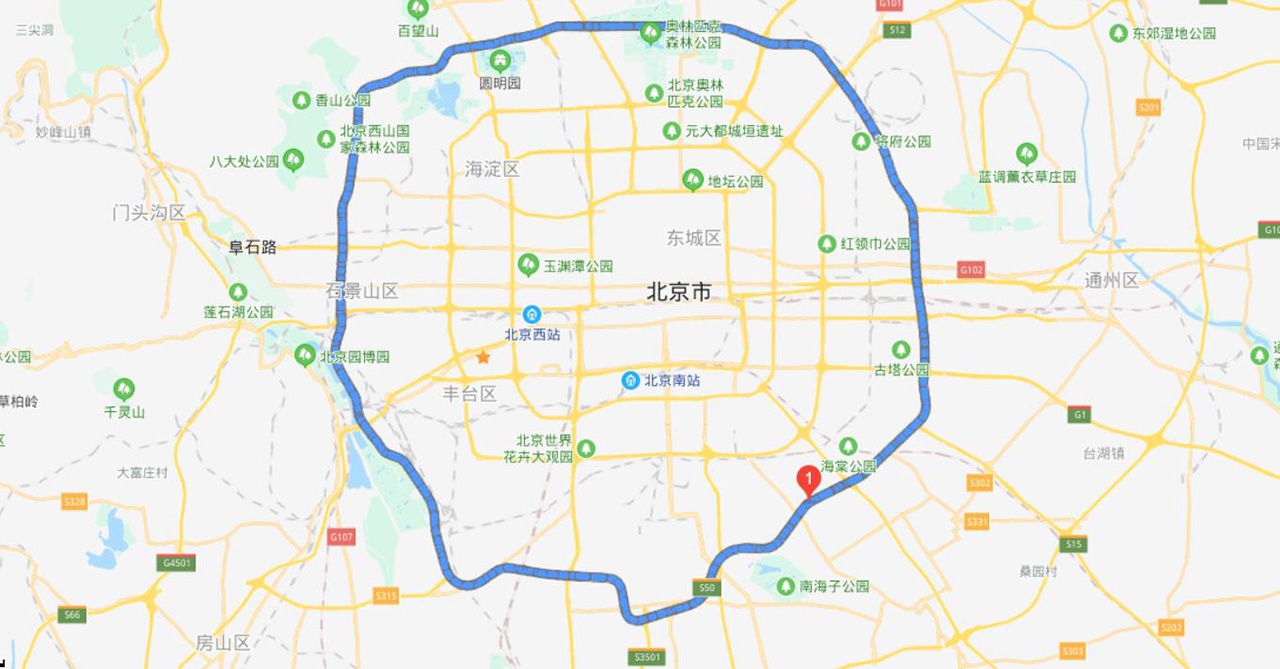 三尖洞
百望山
G101
S12
东郊湿地公园
奥林匹克
森林公园
圆明园
北京奥林
匹克公园
香山公园
S201
妙峰山镇
北京西山国
家森林公园
元大都城垣遗址
将府公园
八大处公园
海淀区
地坛公园
蓝调薰衣草庄园
门头沟区
阜石路
东城区
红领巾公园
玉渊潭公园
G102
通州区
石景山区
北京市
莲石湖公园
北京西站
公园
北京园博园
古塔公园
北京南站
千灵山
草柏岭
丰台区
G1
北京世界
花卉大观园
海棠公园
台湖镇
区
大富庄村
1
S302
S328
S331
G107
S15
G4501
桑园村
S50
南海子公园
S315
S66
S202
房山区
S3501
S303